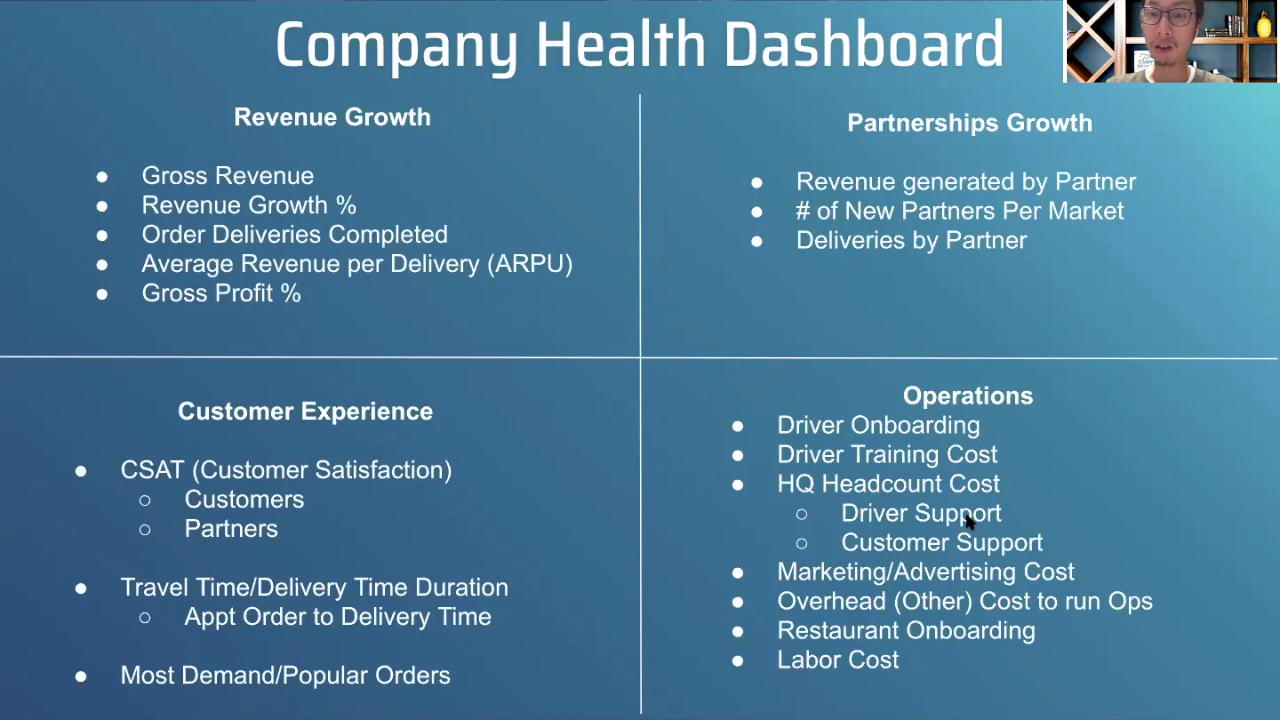 Company Health Dashboard
Revenue Growth
● Gross Revenue
● Revenue Growth %
● Order Deliveries Completed
● Average Revenue per Delivery (ARPU)
● Gross Profit %
Partnerships Growth
● Revenue generated by Partner
● # of New Partners Per Market
● Deliveries by Partner
Customer Experience
● CSAT (Customer Satisfaction)
○ Customers
○ Partners
● Travel Time/Delivery Time Duration
○ Appt Order to Delivery Time
● Most Demand/Popular Orders
Operations
● Driver Onboarding
● Driver Training Cost
● HQ Headcount Cost
○ Driver Support
○ Customer Support
● Marketing/Advertising Cost
● Overhead (Other) Cost to run Ops
● Restaurant Onboarding
● Labor Cost